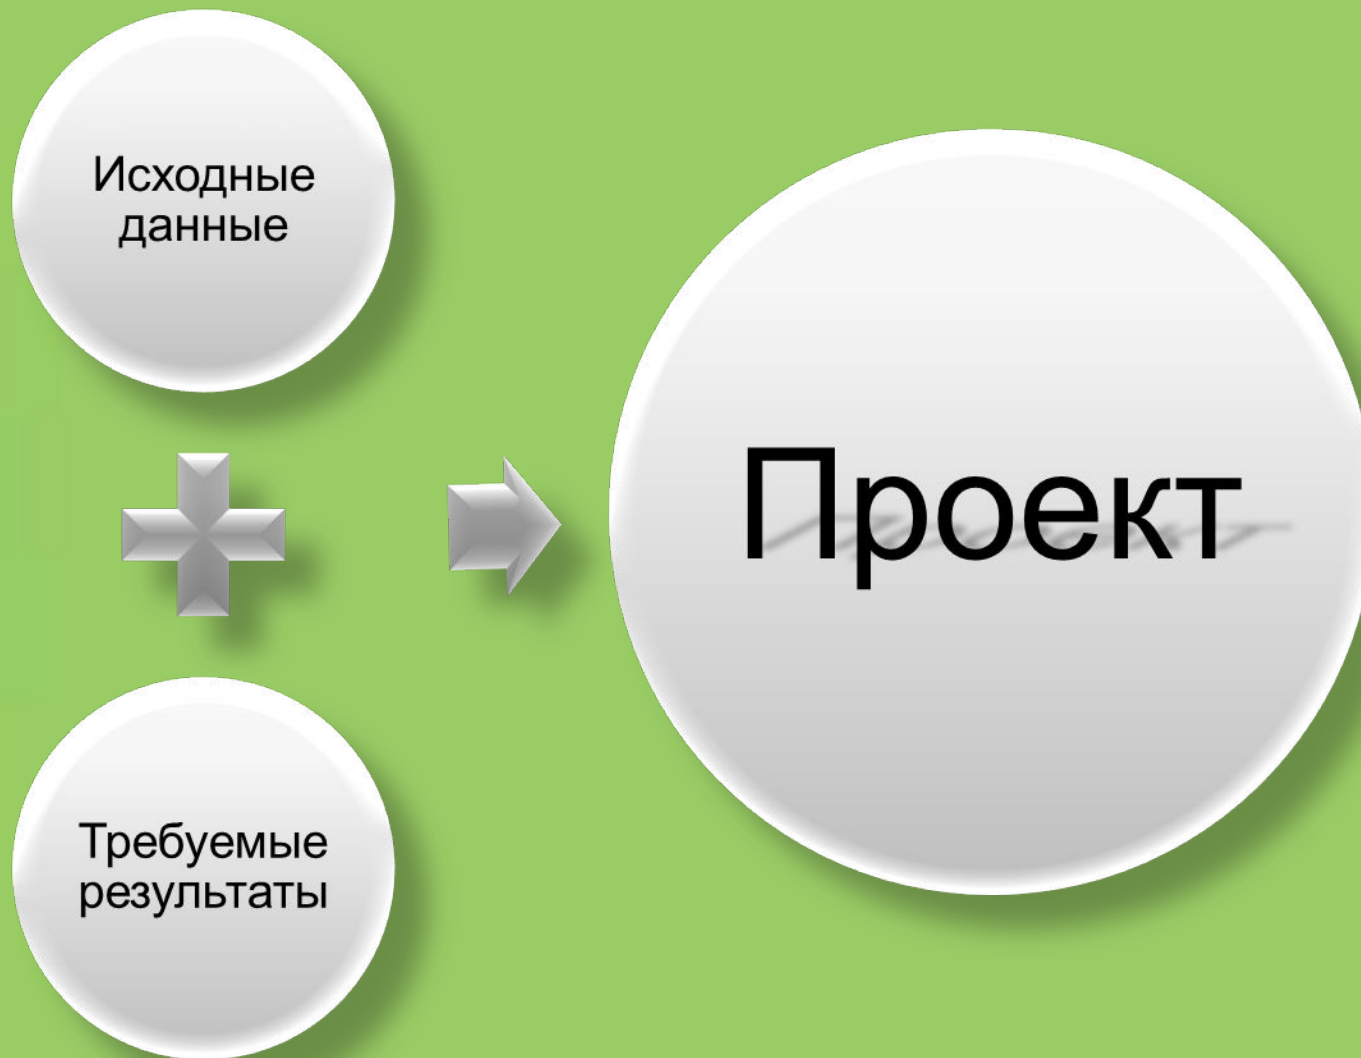 Исходные
данные
Требуемые
результаты
Проект